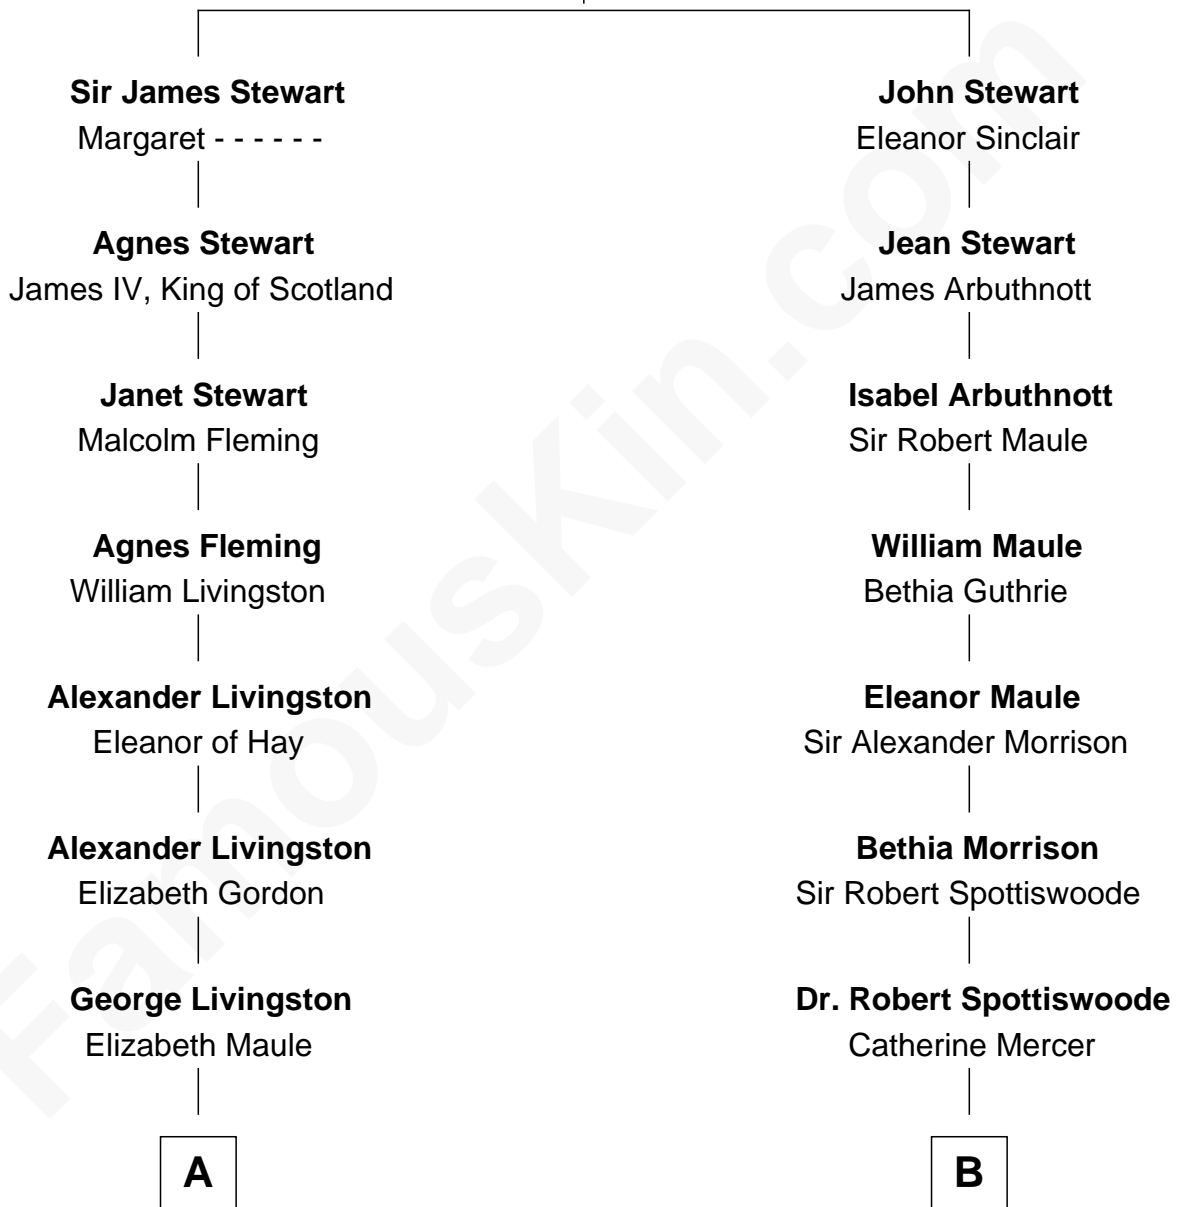 Sir James Stewart
Margaret - - - - - -
Agnes Stewart
James IV, King of Scotland
Janet Stewart
Malcolm Fleming
Agnes Fleming
William Livingston
Alexander Livingston
Eleanor of Hay
Alexander Livingston
Elizabeth Gordon
George Livingston
Elizabeth Maule
A
John Stewart
Eleanor Sinclair
Jean Stewart
James Arbuthnott
Isabel Arbuthnott
Sir Robert Maule
William Maule
Bethia Guthrie
Eleanor Maule
Sir Alexander Morrison
Bethia Morrison
Sir Robert Spottiswoode
Dr. Robert Spottiswoode
Catherine Mercer
B
FamousKin.com